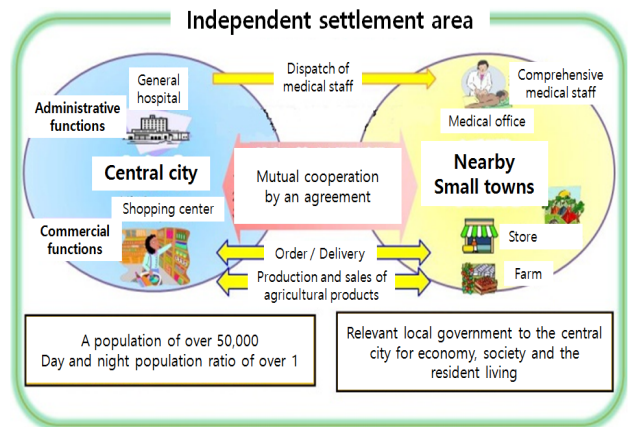 Independent settlement area
General
hospital
Administrative
functions
Central city
Shopping center
Commercial
functions
Dispatch of
medical staff
Mutual cooperation
by an agreement
Order / Delivery
Production and sales of
agricultural products
Comprehensive
medical staff
Medical office
Nearby
Small towns
Store
Farm
A population of over 50,000
Day and night population ratio of over 1
Relevant local government to the central
city for economy, society and the
resident living